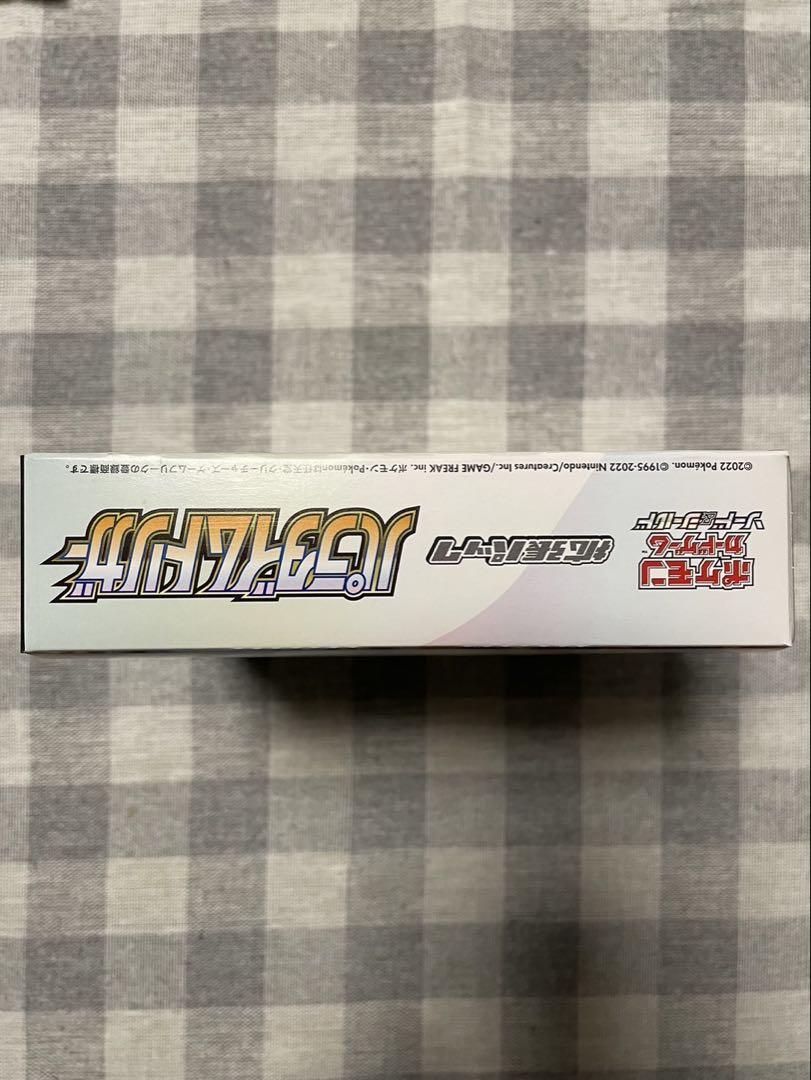 ポケモン
カードゲーム
ソード&シールド
拡張パック
パラダイムトリガー
©2022 Pokémon. ©1995-2022 Nintendo/Creatures Inc./GAME FREAK inc. ポケモン・Pokémonは任天堂・クリーチャーズ・ゲームフリークの登録商標です。